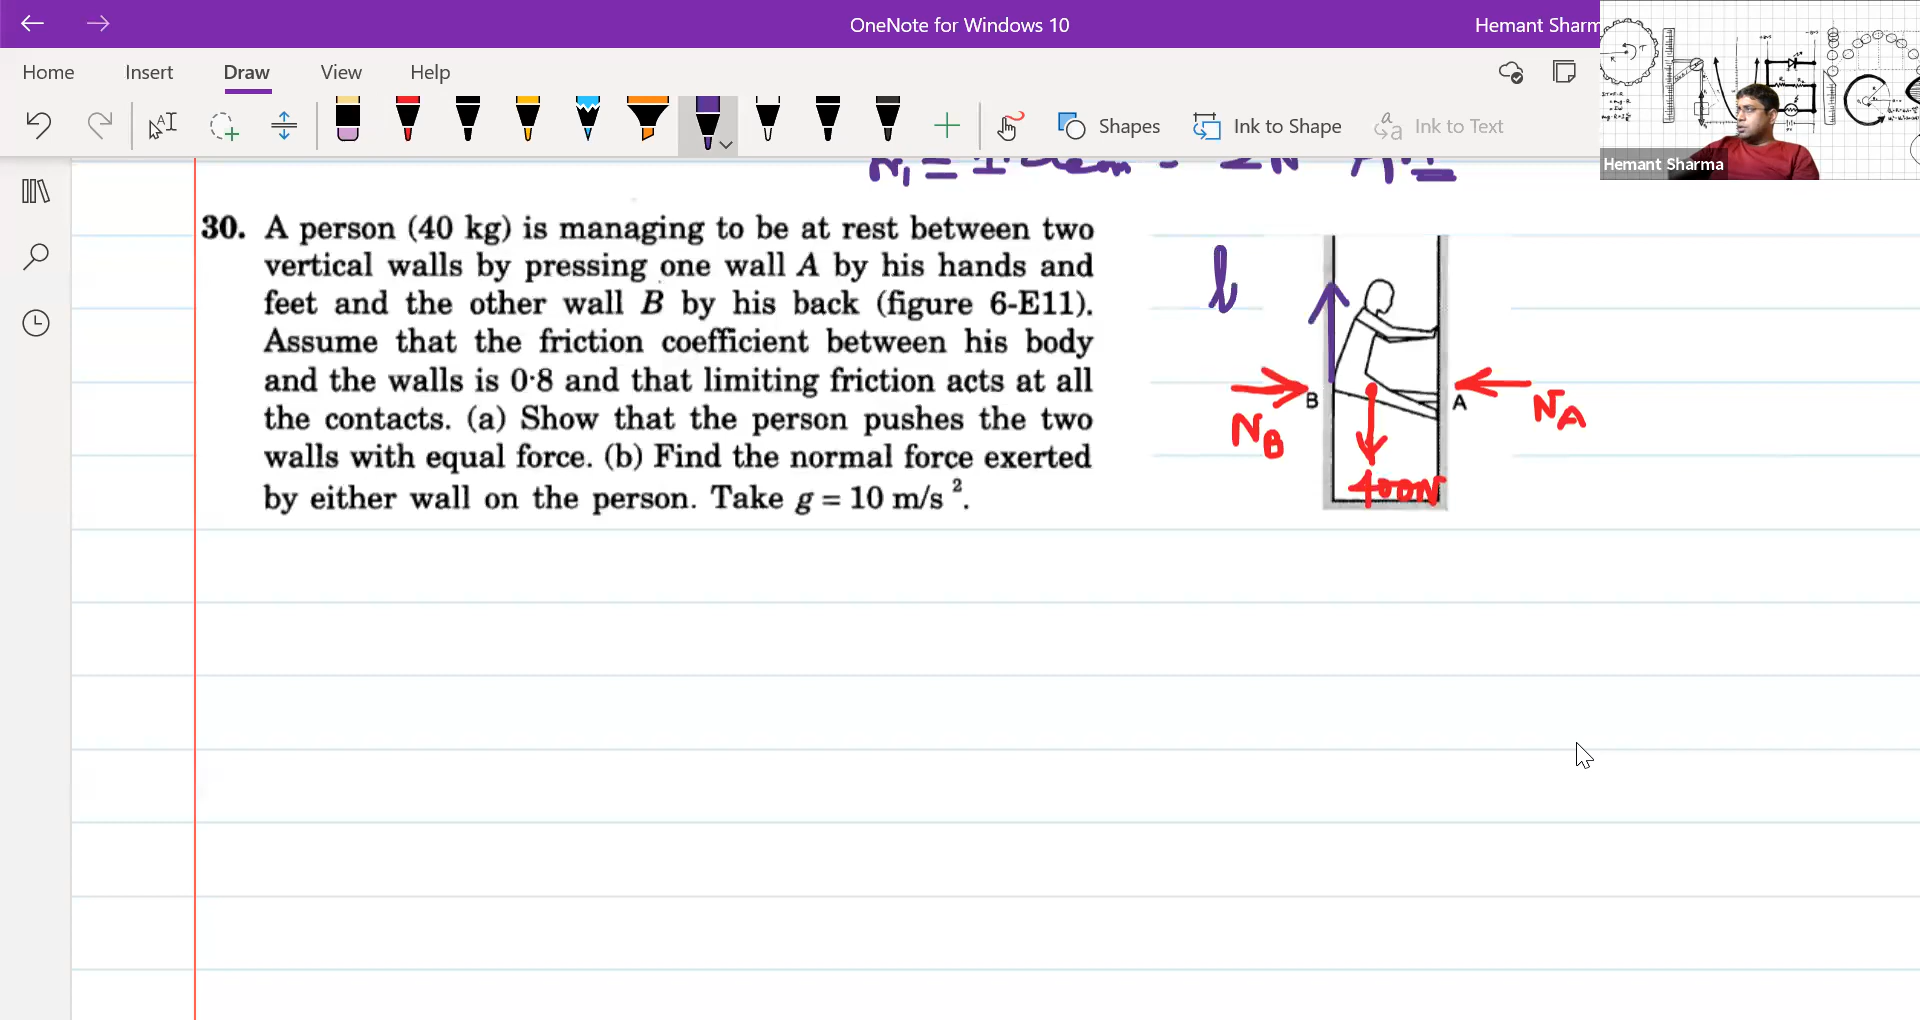 OneNote for Windows 10
Hemant Sharm
Home Insert Draw View Help
Shapes Ink to Shape Ink to Text
Hemant Sharma
30. A person (40 kg) is managing to be at rest between two
vertical walls by pressing one wall A by his hands and
feet and the other wall B by his back (figure 6-E11).
Assume that the friction coefficient between his body
and the walls is 0·8 and that limiting friction acts at all
the contacts. (a) Show that the person pushes the two
walls with equal force. (b) Find the normal force exerted
by either wall on the person. Take g = 10 m/s ².
B
A
N_B
N_A
400N